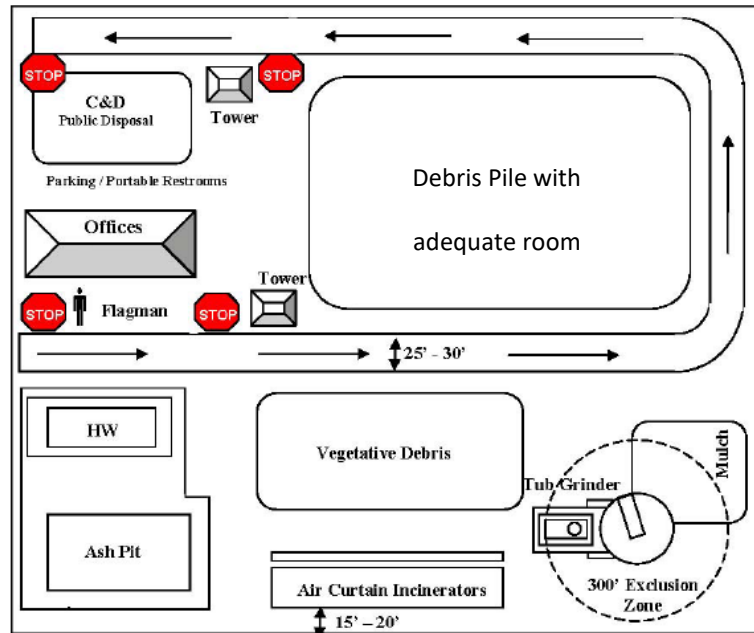 STOP
STOP
C&D
Public Disposal
Tower
Parking / Portable Restrooms
Debris Pile with
adequate room
Offices
Tower
STOP
Flagman
STOP
25' - 30'
HW
Vegetative Debris
Mulch
Tub Grinder
Ash Pit
Air Curtain Incinerators
300' Exclusion
Zone
15' – 20'